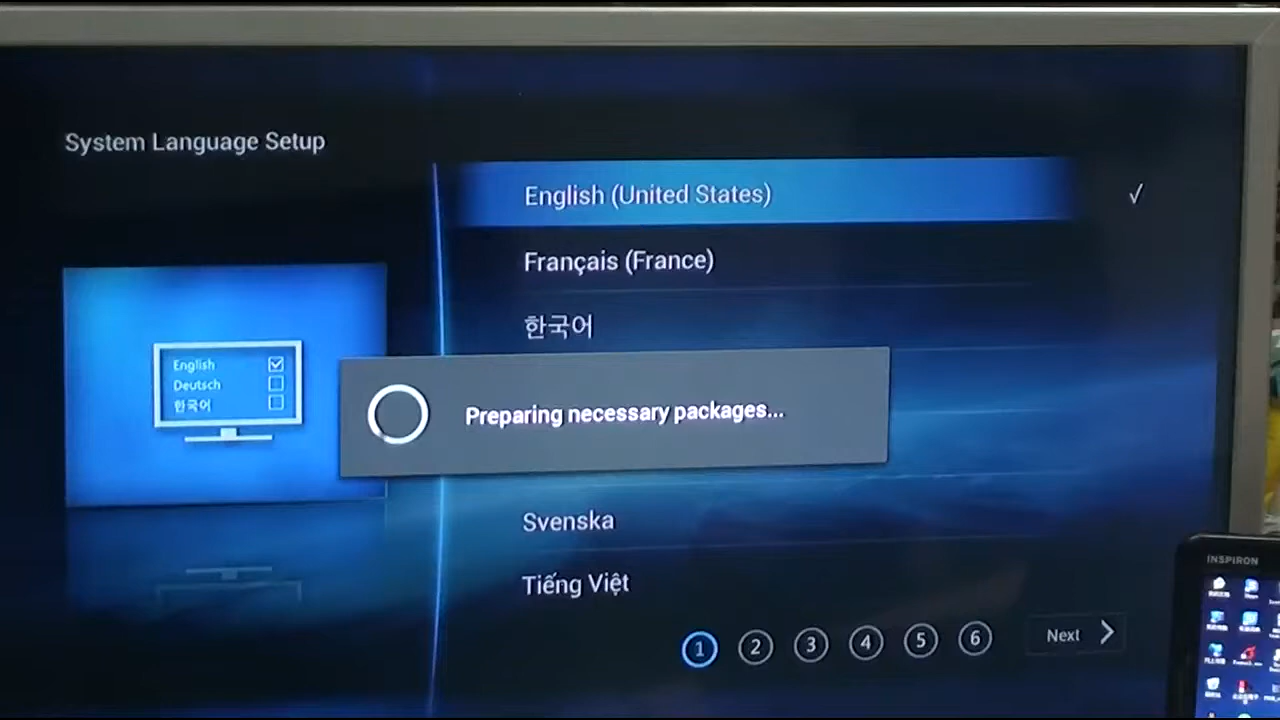 System Language Setup
English (United States)
√
Français (France)
한국어
English
Deutsch
한국어
Preparing necessary packages...
Svenska
Tiếng Việt
1 2 3 4 5 6
Next
INSPIRON